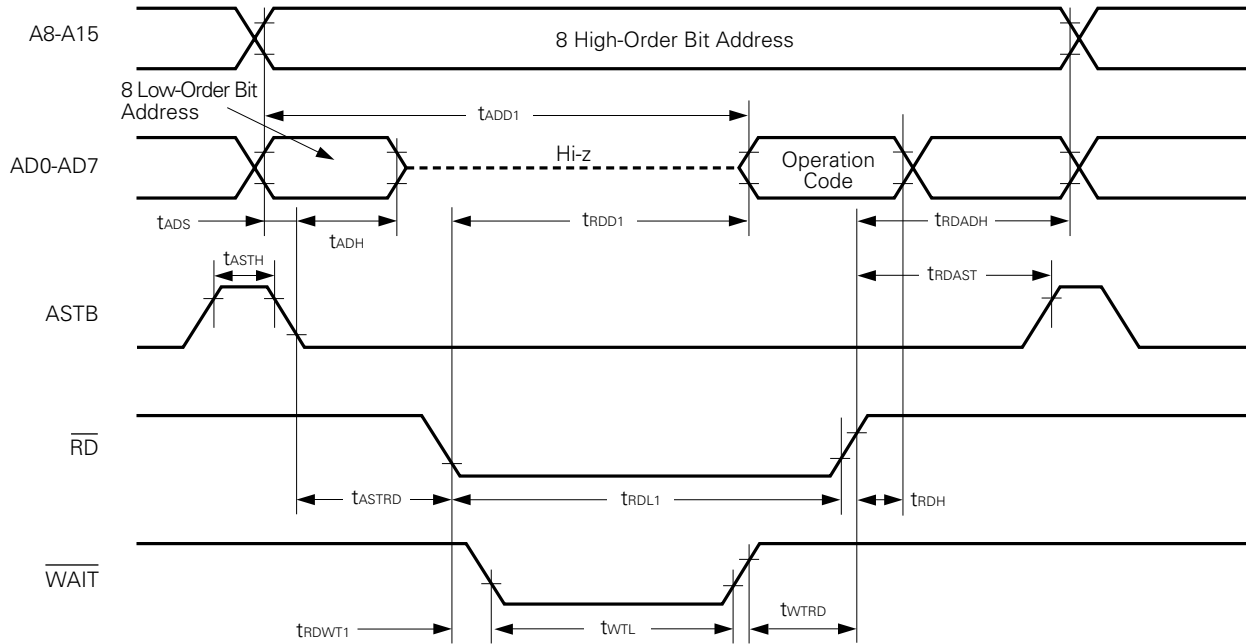 A8-A15
8 High-Order Bit Address
8 Low-Order Bit
Address
tADD1
AD0-AD7
Hi-z
Operation
Code
tADS
tADH
tRDD1
tRDADH
tASTH
tRDAST
ASTB
RD
tASTRD
tRDL1
tRDH
WAIT
tRDWT1
tWTL
tWTRD